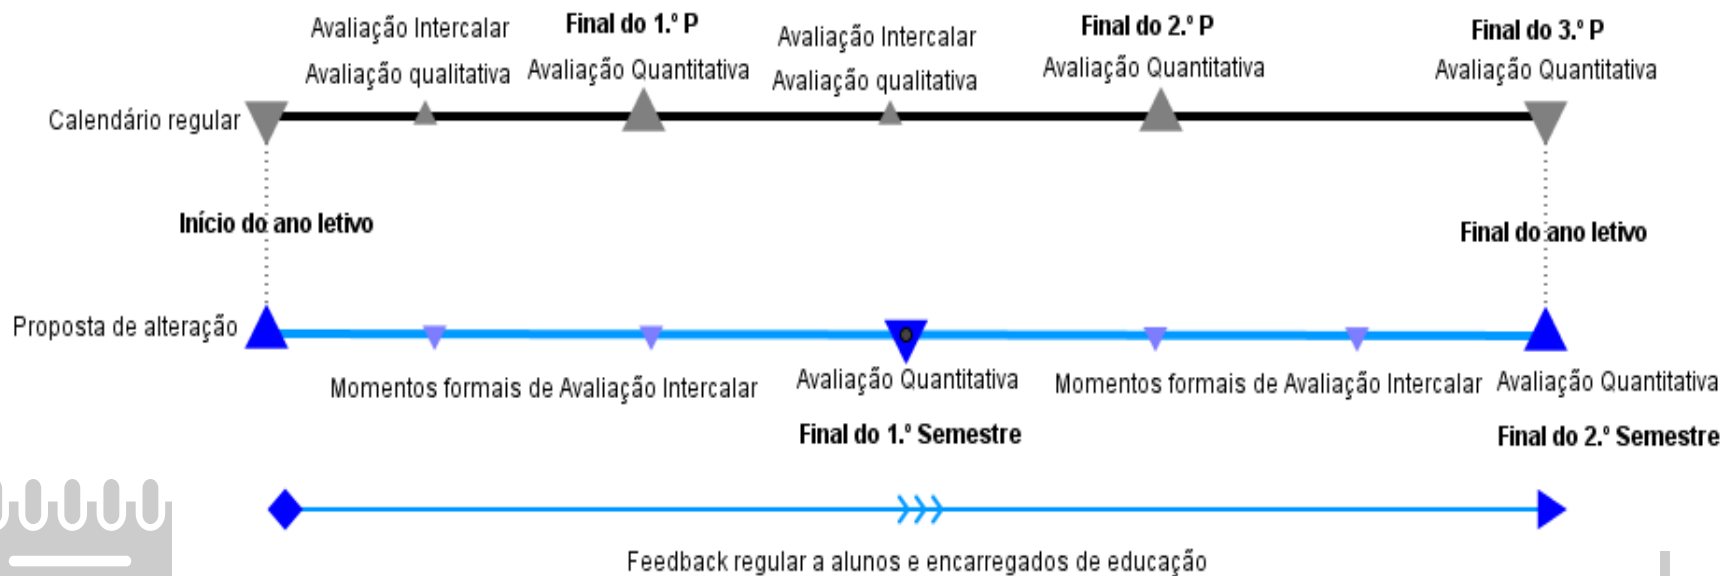 Avaliação Intercalar
Avaliação qualitativa
Final do 1.º P
Avaliação Quantitativa
Avaliação Intercalar
Avaliação qualitativa
Final do 2.º P
Avaliação Quantitativa
Final do 3.º P
Avaliação Quantitativa
Calendário regular
Início do ano letivo
Final do ano letivo
Proposta de alteração
Momentos formais de Avaliação Intercalar
Avaliação Quantitativa
Final do 1.º Semestre
Momentos formais de Avaliação Intercalar
Avaliação Quantitativa
Final do 2.º Semestre
Feedback regular a alunos e encarregados de educação